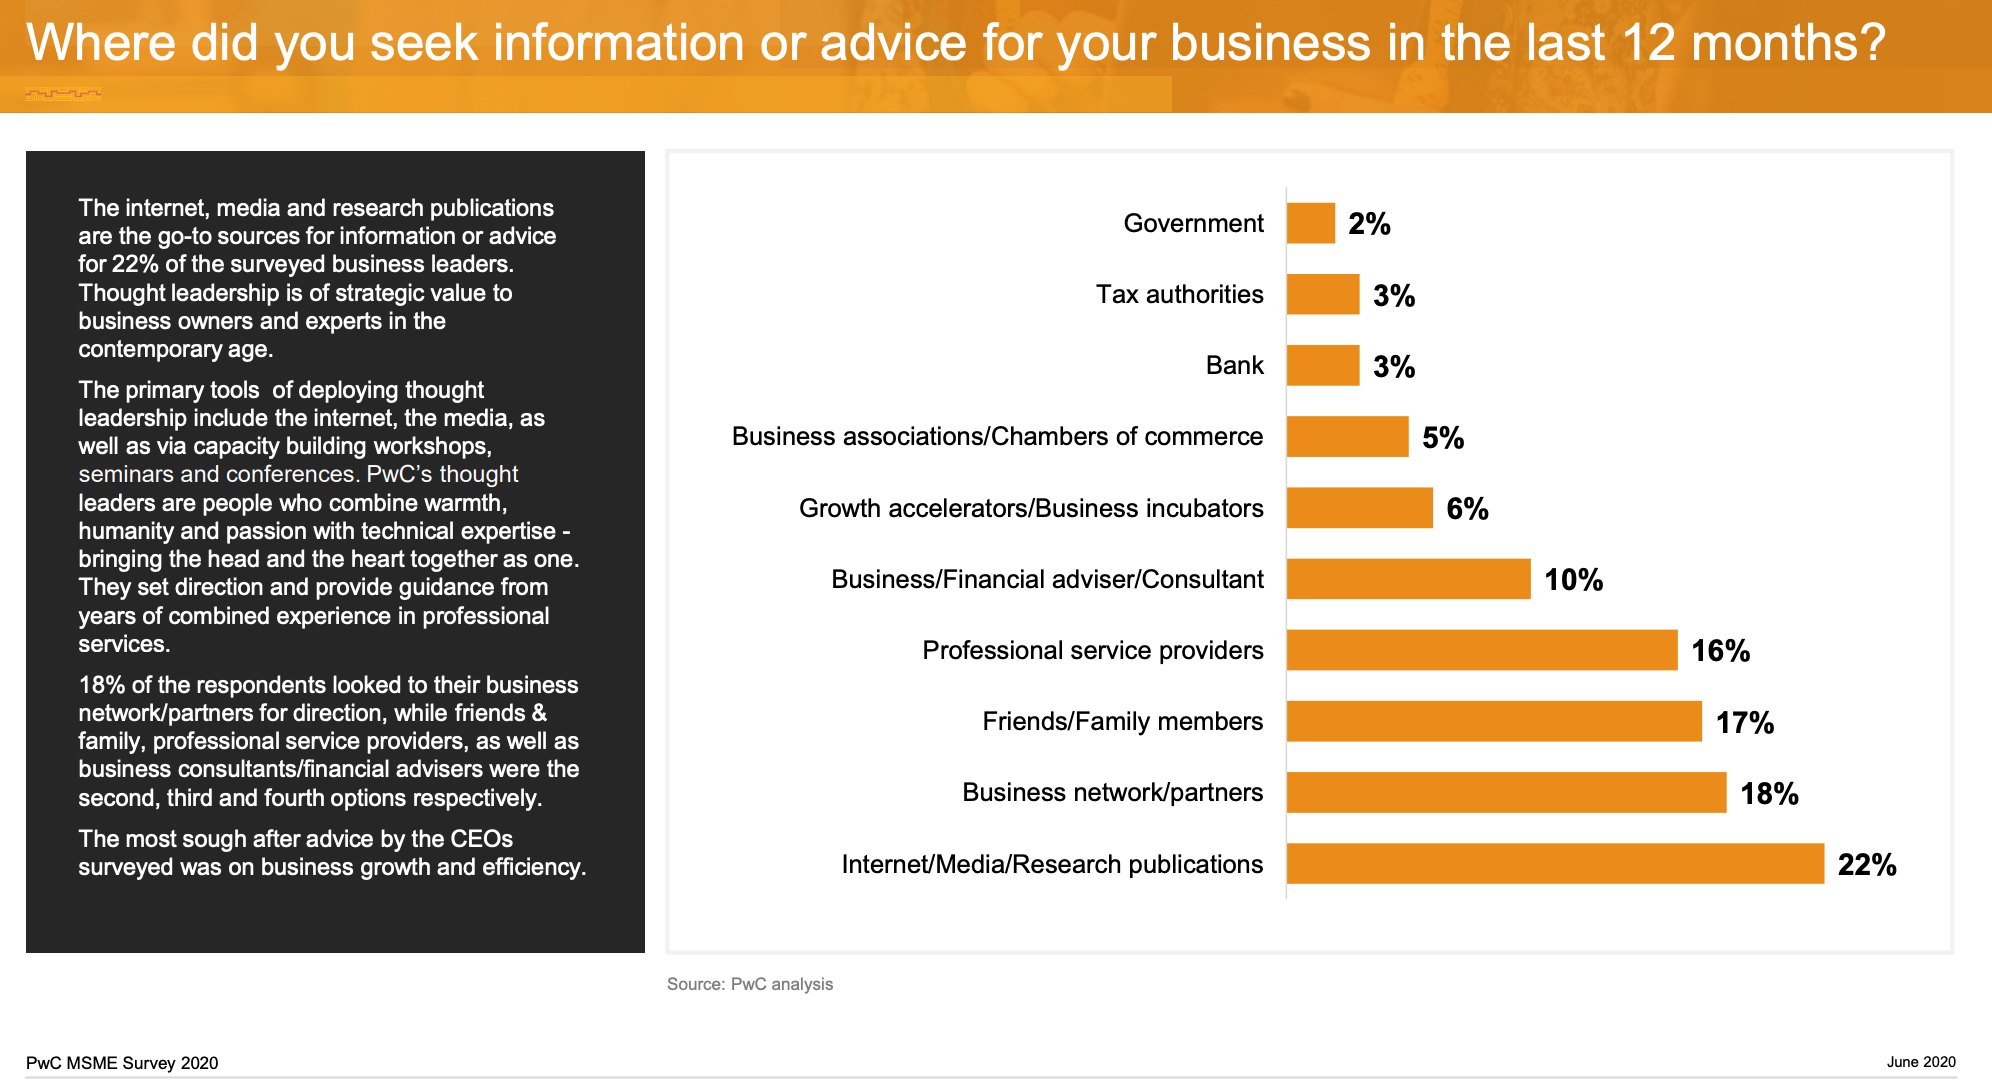 Where did you seek information or advice for your business in the last 12 months?
The internet, media and research publications
are the go-to sources for information or advice
for 22% of the surveyed business leaders.
Thought leadership is of strategic value to
business owners and experts in the
contemporary age.
The primary tools  of deploying thought
leadership include the internet, the media, as
well as via capacity building workshops,
seminars and conferences. PwC’s thought
leaders are people who combine warmth,
humanity and passion with technical expertise -
bringing the head and the heart together as one.
They set direction and provide guidance from
years of combined experience in professional
services.
18% of the respondents looked to their business
network/partners for direction, while friends &
family, professional service providers, as well as
business consultants/financial advisers were the
second, third and fourth options respectively.
The most sough after advice by the CEOs
surveyed was on business growth and efficiency.
Government 2%
Tax authorities 3%
Bank 3%
Business associations/Chambers of commerce 5%
Growth accelerators/Business incubators 6%
Business/Financial adviser/Consultant 10%
Professional service providers 16%
Friends/Family members 17%
Business network/partners 18%
Internet/Media/Research publications 22%
Source: PwC analysis
PwC MSME Survey 2020
June 2020